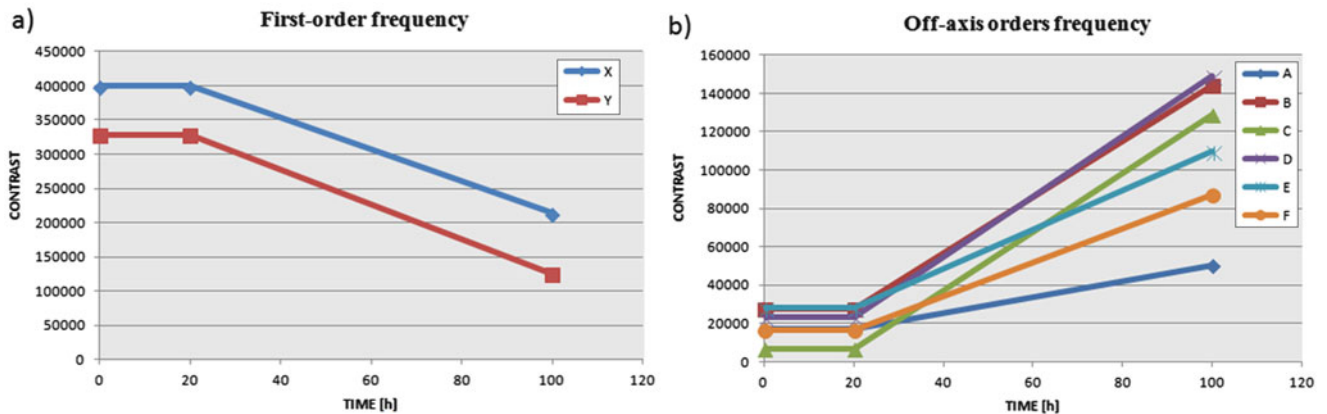 a)
First-order frequency
450000
400000
350000
300000
250000
200000
150000
100000
50000
0
CONTRAST
0 20 40 60 80 100 120
TIME [h]
X
Y
b)
Off-axis orders frequency
160000
140000
120000
100000
80000
60000
40000
20000
0
CONTRAST
0 20 40 60 80 100 120
TIME [h]
A
B
C
D
E
F